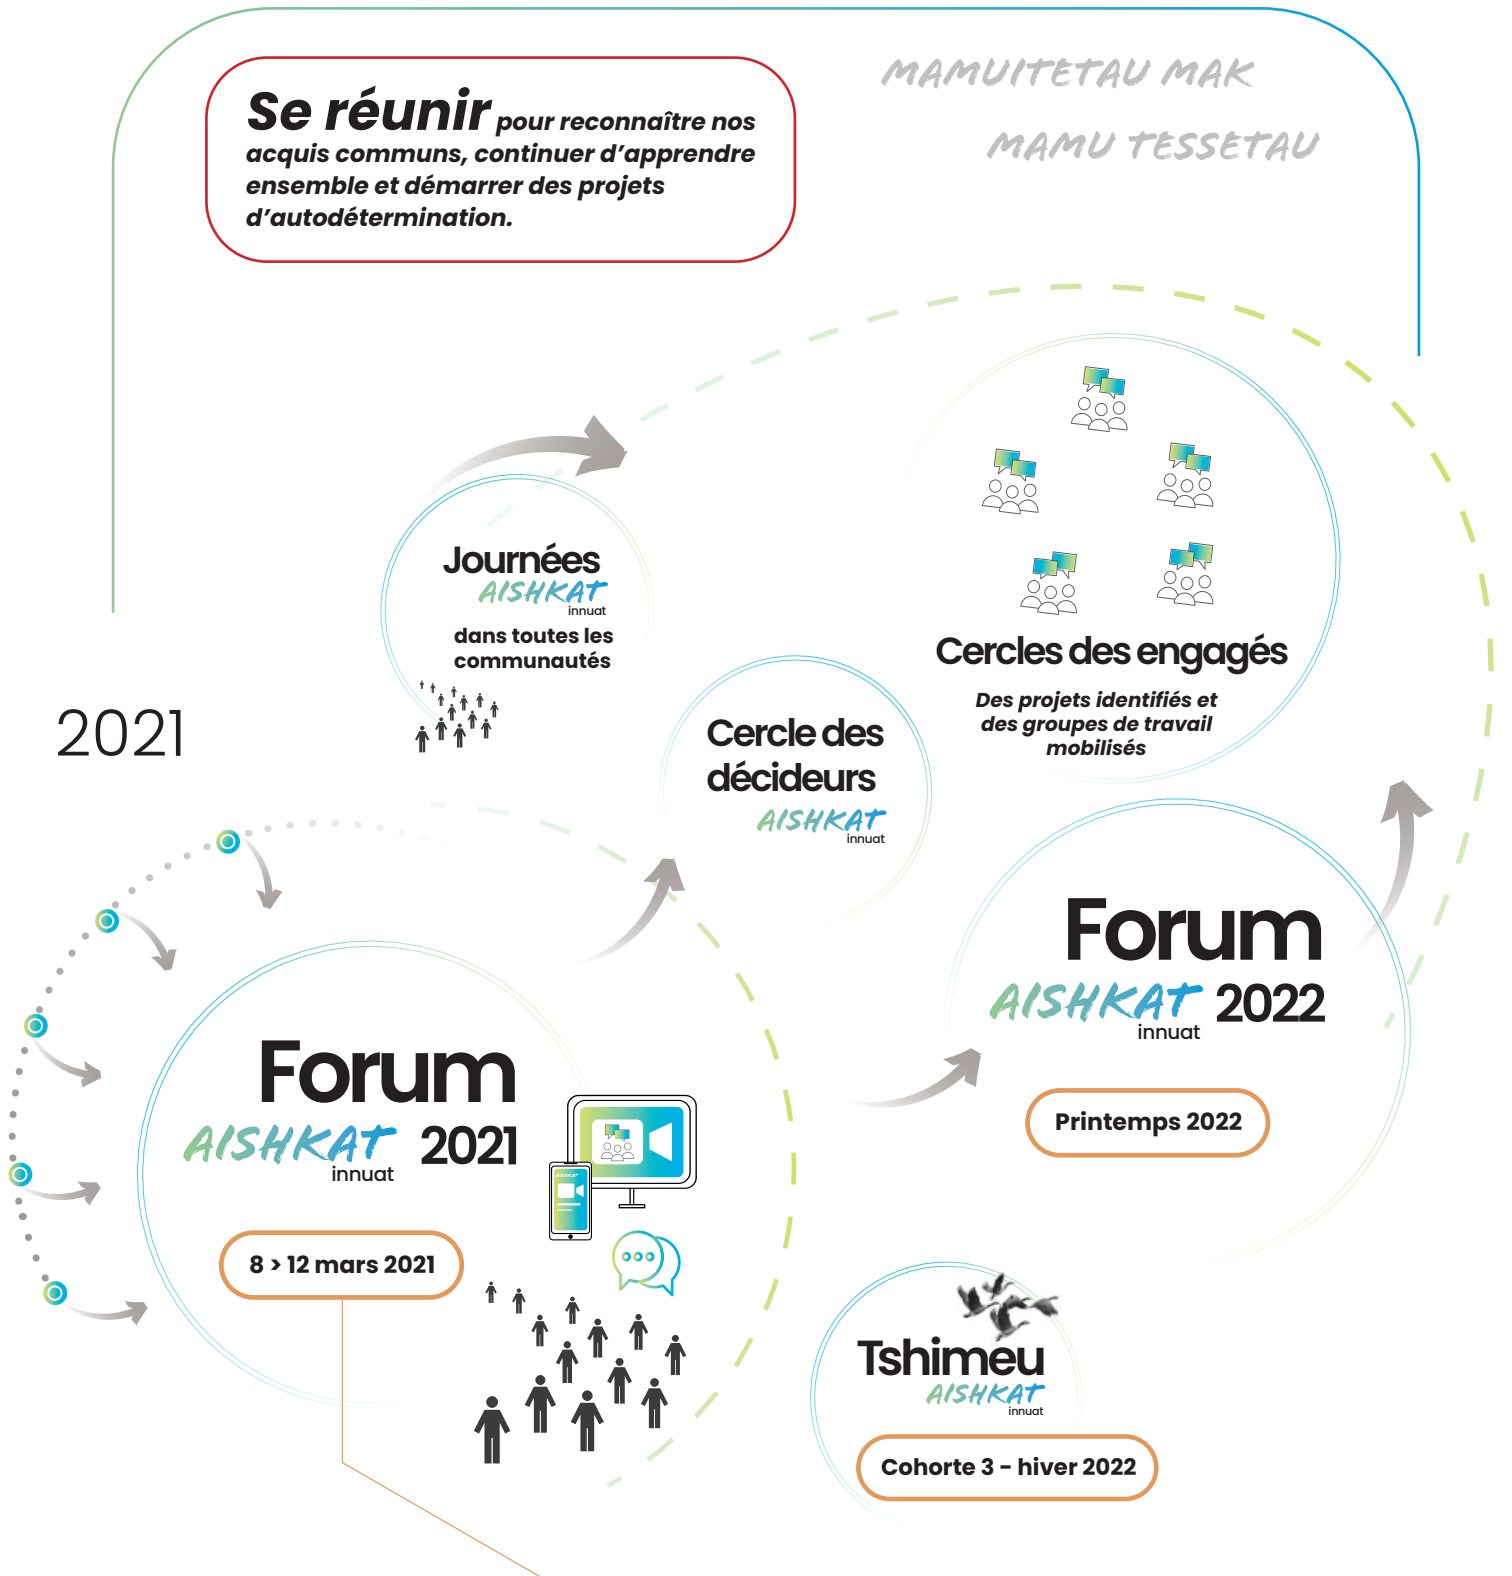 MAMUITETAU MAK
MAMU TESSETAU
Se réunir pour reconnaître nos
acquis communs, continuer d’apprendre
ensemble et démarrer des projets
d’autodétermination.
Journées
AISHKAT
innuat
dans toutes les
communautés
Cercles des engagés
Des projets identifiés et
des groupes de travail
mobilisés
2021
Cercle des
décideurs
AISHKAT
innuat
Forum
AISHKAT 2022
innuat
Printemps 2022
Forum
AISHKAT 2021
innuat
AISHKAT
8 > 12 mars 2021
Tshimeu
AISHKAT
innuat
Cohorte 3 - hiver 2022